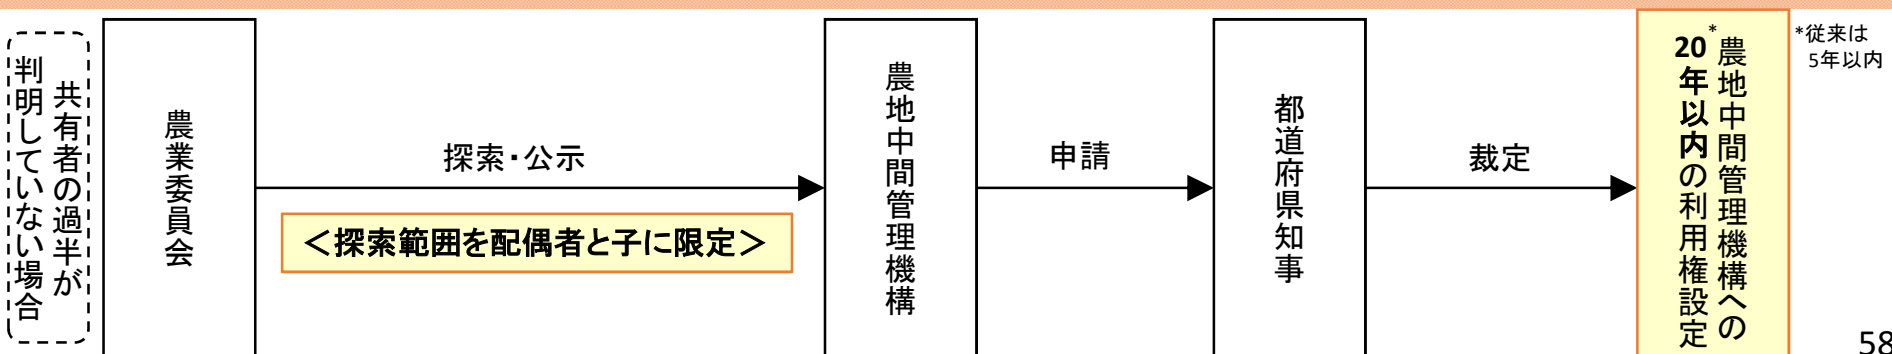 共有者の過半が
判明していない場合
農業委員会
探索・公示
＜探索範囲を配偶者と子に限定＞
農地中間管理機構
申請
都道府県知事
裁定
農地中間管理機構への
20年以内の利用権設定
*
*従来は
5年以内
58